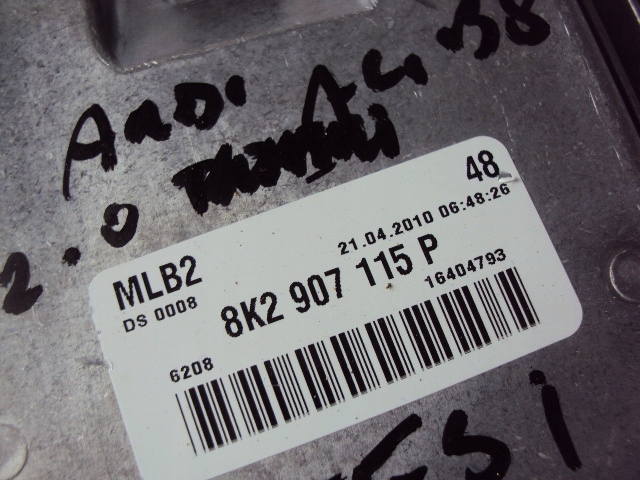 AUDI A4 B8
2.0
48
21.04.2010 06:48:26
MLB2
DS 0008
8K2 907 115 P
16404793
6208